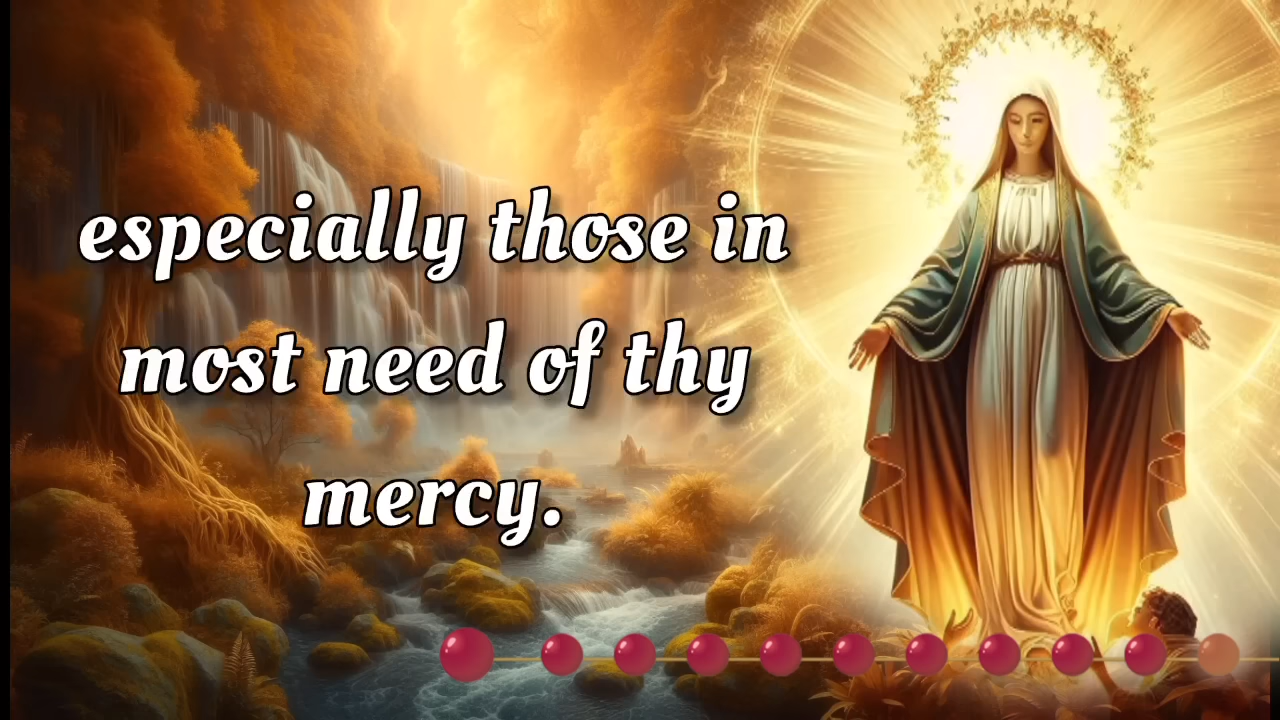 especially those in
most need of thy
mercy.